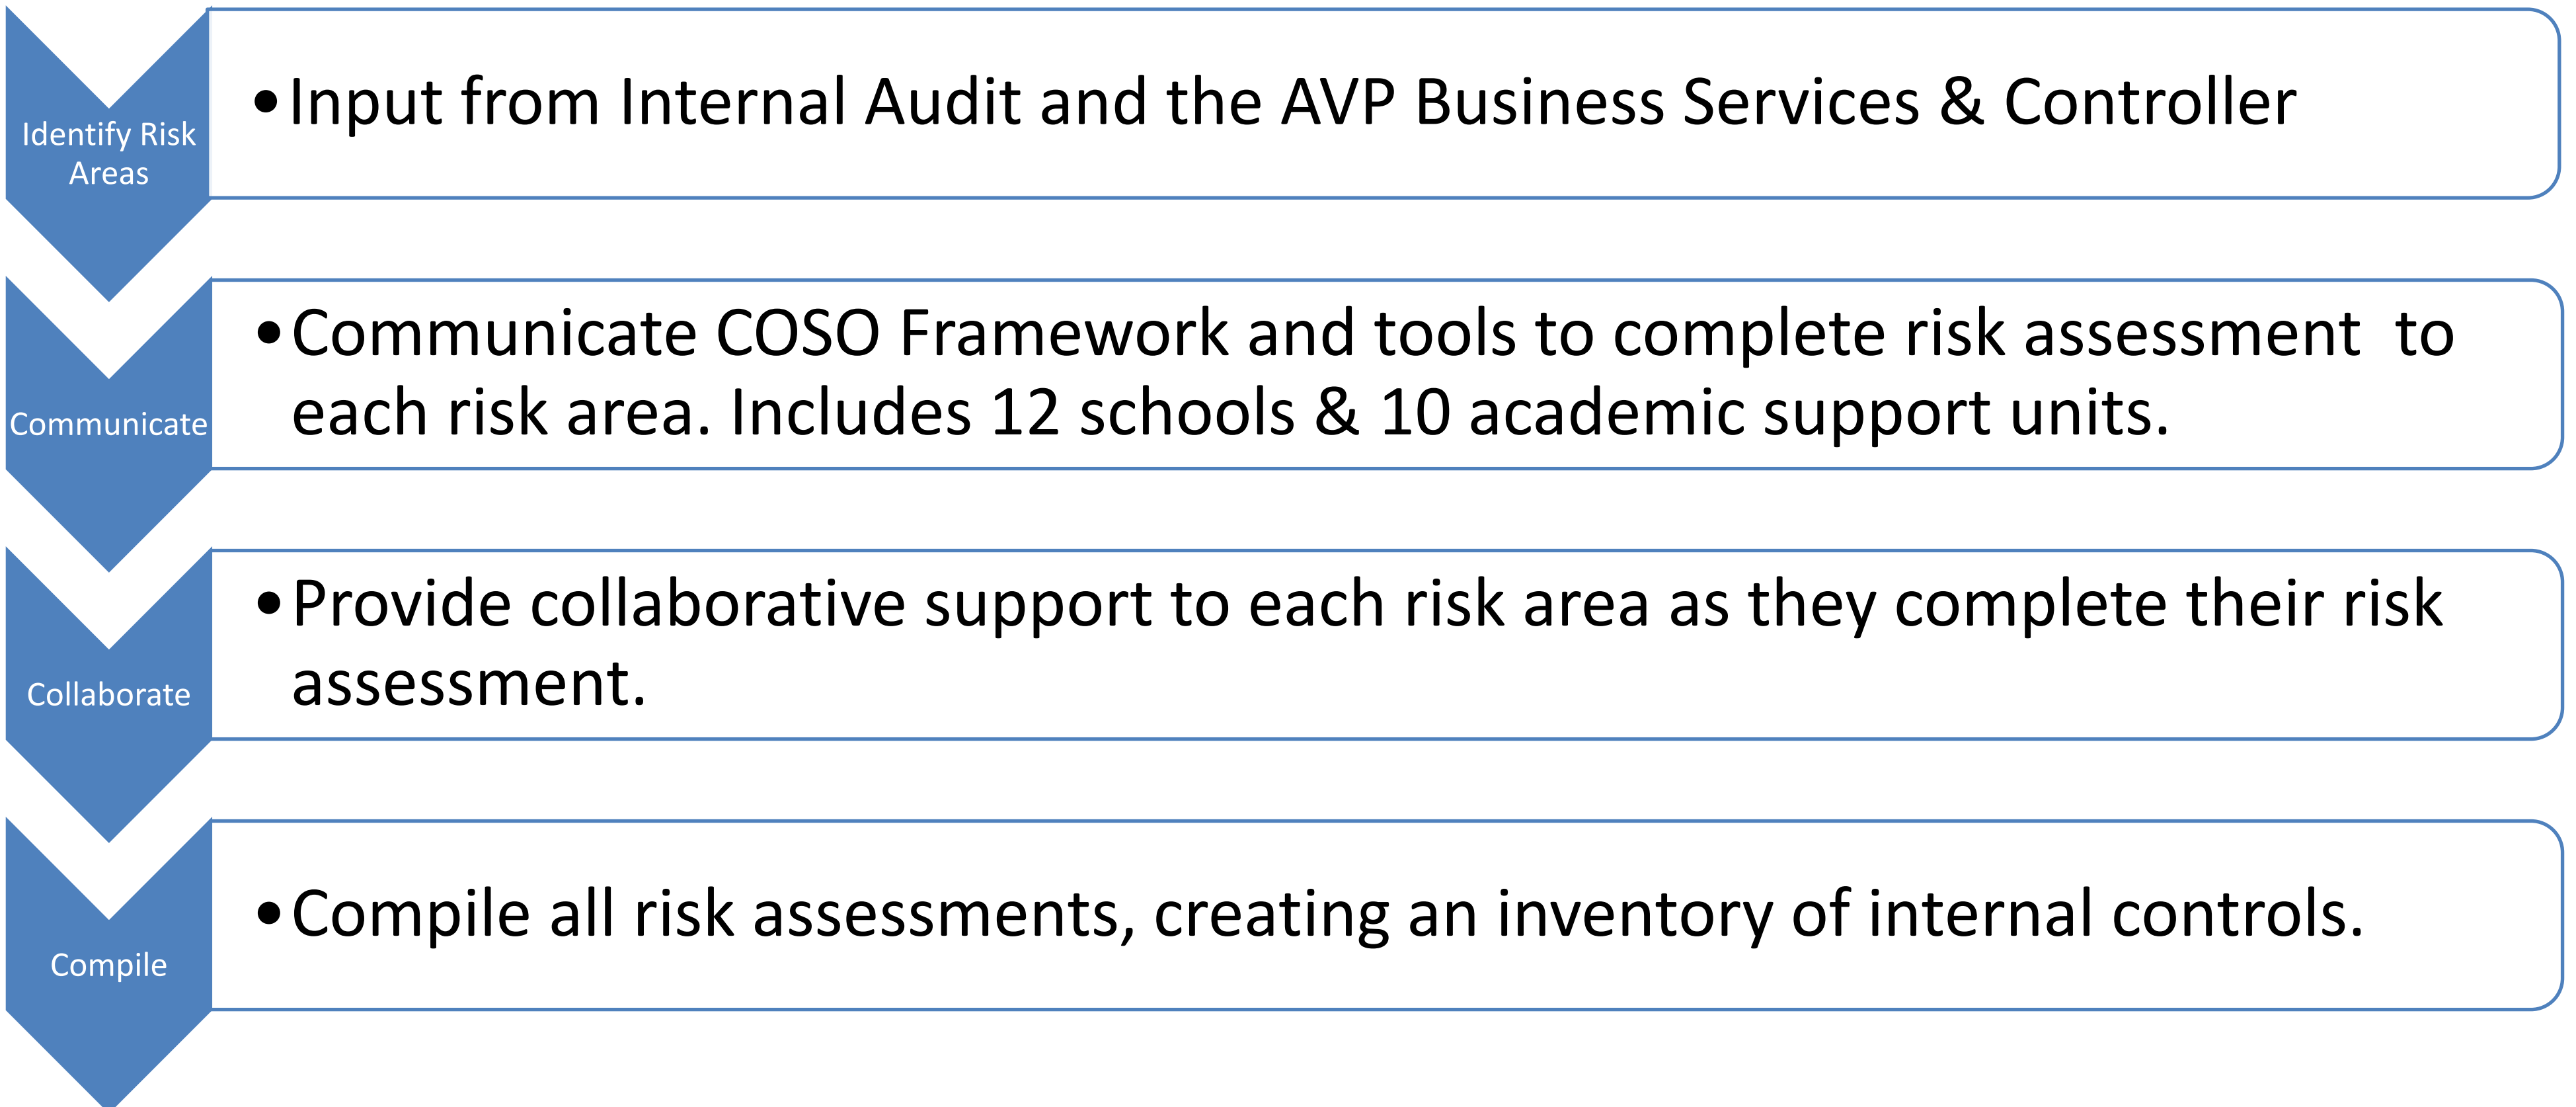 Identify Risk
Areas
•Input from Internal Audit and the AVP Business Services & Controller
Communicate
•Communicate COSO Framework and tools to complete risk assessment  to
each risk area. Includes 12 schools & 10 academic support units.
Collaborate
•Provide collaborative support to each risk area as they complete their risk
assessment.
Compile
•Compile all risk assessments, creating an inventory of internal controls.